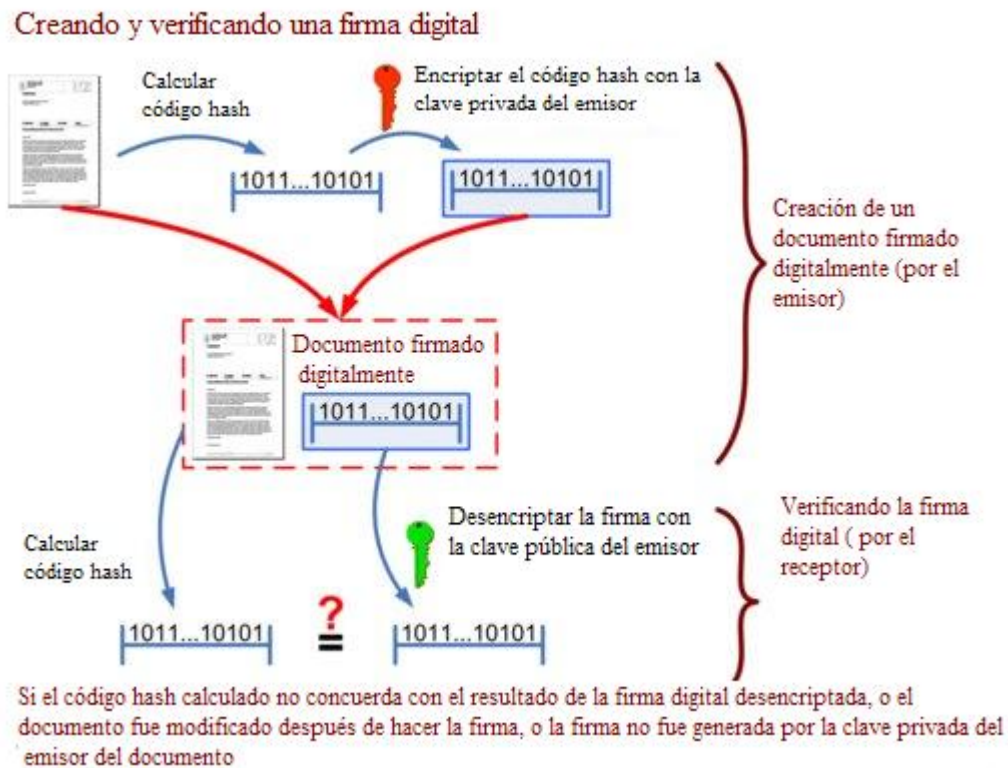 Creando y verificando una firma digital
Calcular
código hash
Encriptar el código hash con la
clave privada del emisor
1011...10101
1011...10101
Creación de un
documento firmado
digitalmente (por el
emisor)
Documento firmado
digitalmente
1011...10101
Calcular
código hash
Desencriptar la firma con
la clave pública del emisor
Verificando la firma
digital ( por el
receptor)
1011...10101
?
=
1011...10101
Si el código hash calculado no concuerda con el resultado de la firma digital desencriptada, o el
documento fue modificado después de hacer la firma, o la firma no fue generada por la clave privada del
emisor del documento